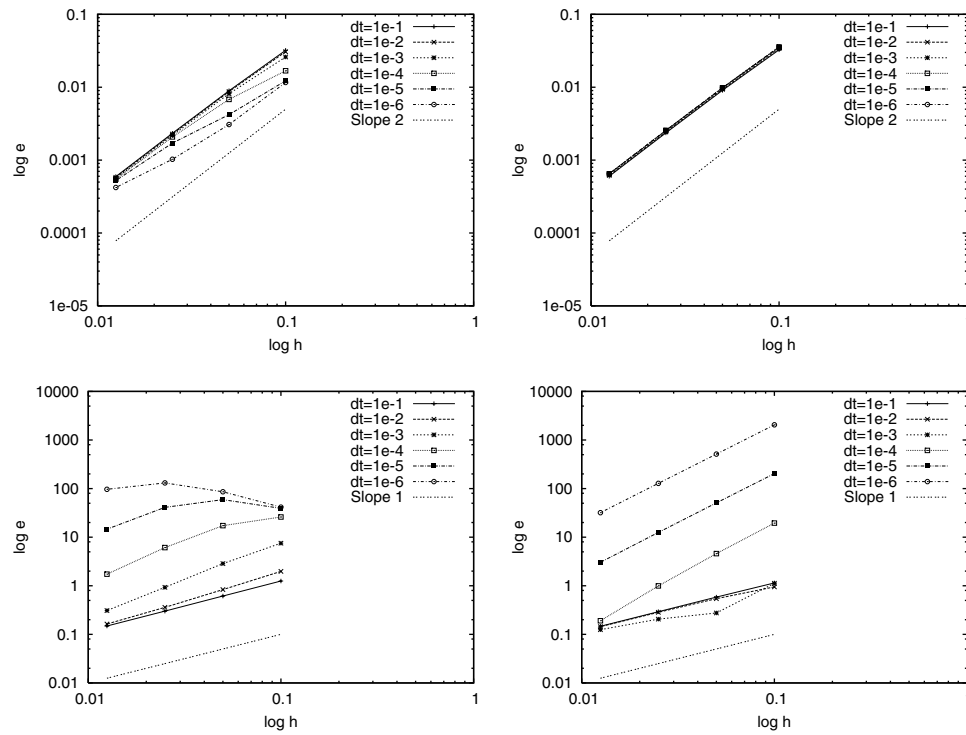 0.1
0.01
0.001
0.0001
1e-05
0.01
0.1
1
log e
log h
dt=1e-1
dt=1e-2
dt=1e-3
dt=1e-4
dt=1e-5
dt=1e-6
Slope 2
0.1
0.01
0.001
0.0001
1e-05
0.01
0.1
log e
log h
dt=1e-1
dt=1e-2
dt=1e-3
dt=1e-4
dt=1e-5
dt=1e-6
Slope 2
10000
1000
100
10
1
0.1
0.01
0.01
0.1
1
log e
log h
dt=1e-1
dt=1e-2
dt=1e-3
dt=1e-4
dt=1e-5
dt=1e-6
Slope 1
10000
1000
100
10
1
0.1
0.01
0.01
0.1
log e
log h
dt=1e-1
dt=1e-2
dt=1e-3
dt=1e-4
dt=1e-5
dt=1e-6
Slope 1